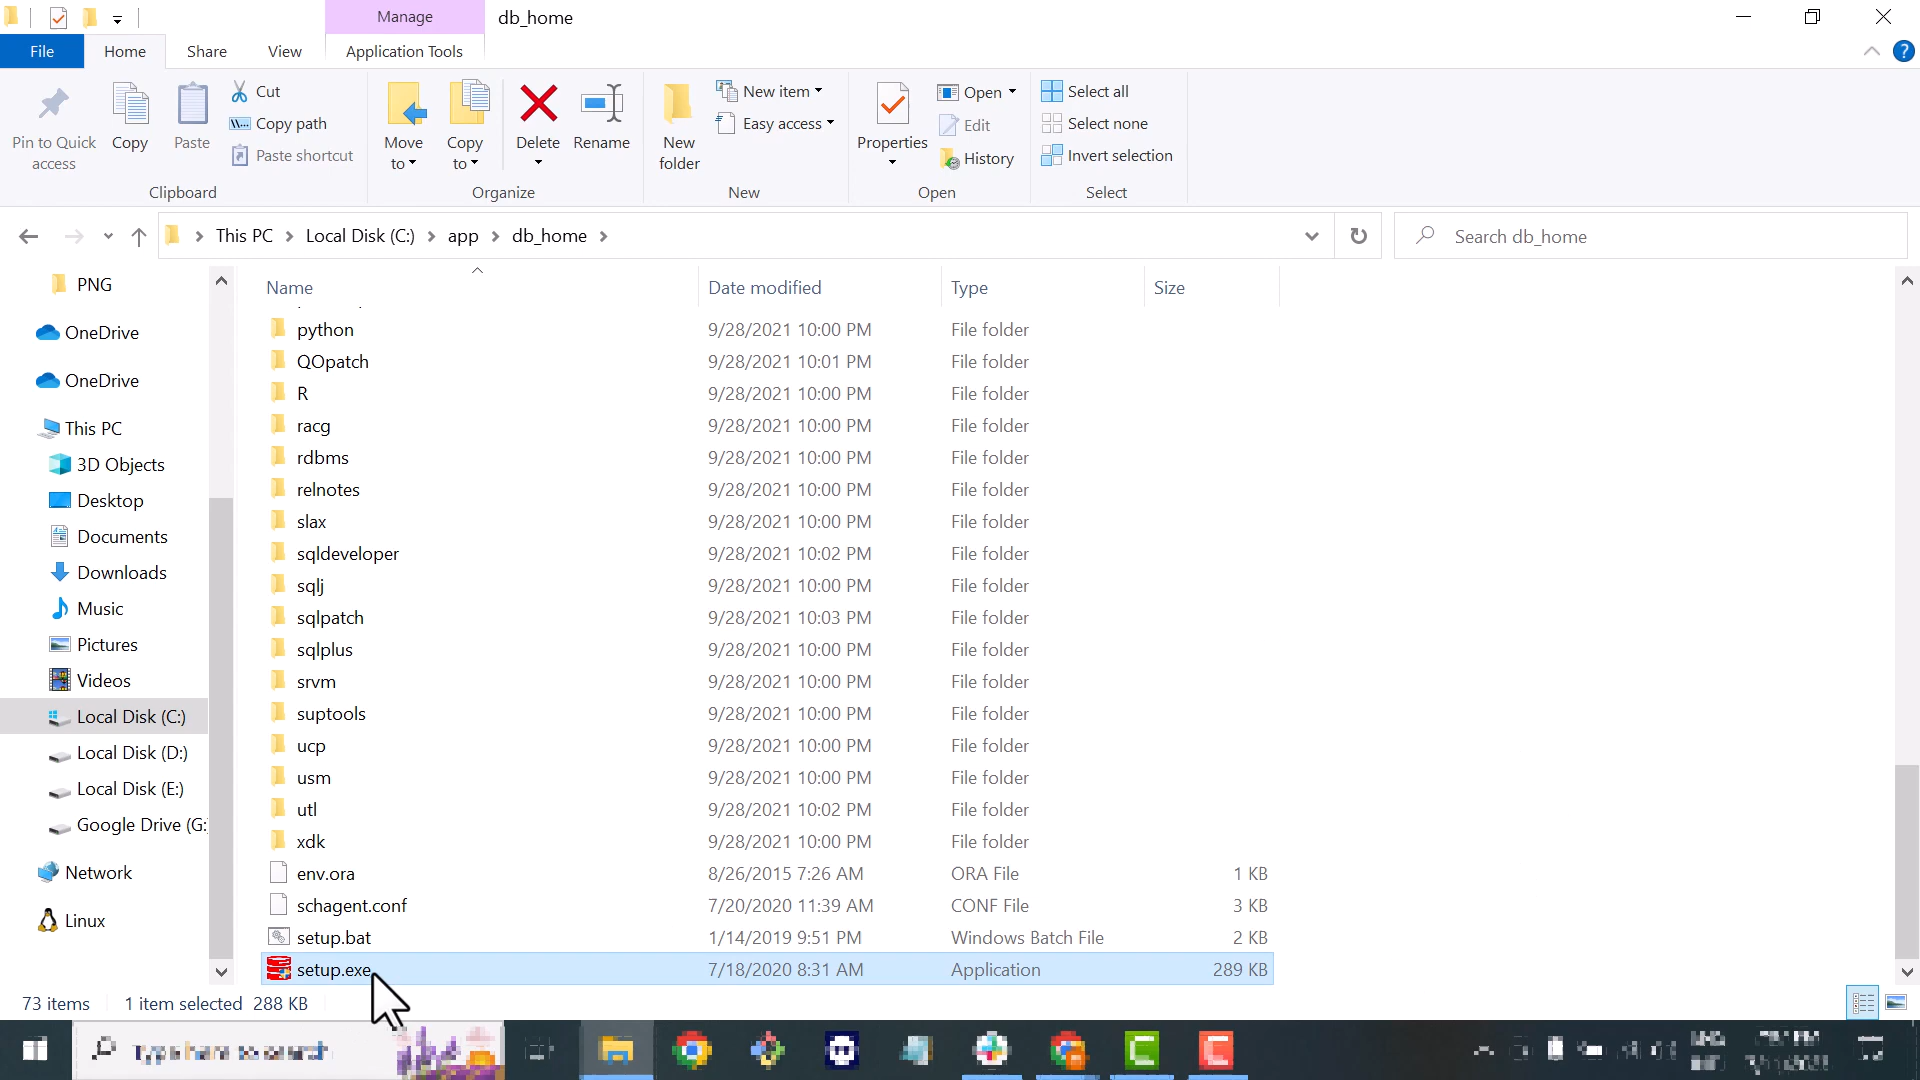 Manage
db_home
File
Home
Share
View
Application Tools
?
Pin to Quick
access
Copy
Paste
Cut
Copy path
Paste shortcut
Clipboard
Move
to
Copy
to
Delete
Rename
Organize
New
folder
New item
Easy access
New
Properties
Open
Edit
History
Open
Select all
Select none
Invert selection
Select
This PC
Local Disk (C:)
app
db_home
Search db_home
PNG
OneDrive
OneDrive
This PC
3D Objects
Desktop
Documents
Downloads
Music
Pictures
Videos
Local Disk (C:)
Local Disk (D:)
Local Disk (E:)
Google Drive (G:
Network
Linux
Name Date modified Type Size
python 9/28/2021 10:00 PM File folder
QOpatch 9/28/2021 10:01 PM File folder
R 9/28/2021 10:00 PM File folder
racg 9/28/2021 10:00 PM File folder
rdbms 9/28/2021 10:00 PM File folder
relnotes 9/28/2021 10:00 PM File folder
slax 9/28/2021 10:00 PM File folder
sqldeveloper 9/28/2021 10:02 PM File folder
sqlj 9/28/2021 10:00 PM File folder
sqlpatch 9/28/2021 10:03 PM File folder
sqlplus 9/28/2021 10:00 PM File folder
srvm 9/28/2021 10:00 PM File folder
suptools 9/28/2021 10:00 PM File folder
ucp 9/28/2021 10:00 PM File folder
usm 9/28/2021 10:00 PM File folder
utl 9/28/2021 10:02 PM File folder
xdk 9/28/2021 10:00 PM File folder
env.ora 8/26/2015 7:26 AM ORA File 1 KB
schagent.conf 7/20/2020 11:39 AM CONF File 3 KB
setup.bat 1/14/2019 9:51 PM Windows Batch File 2 KB
setup.exe 7/18/2020 8:31 AM Application 289 KB
73 items 1 item selected 288 KB
Type here to search